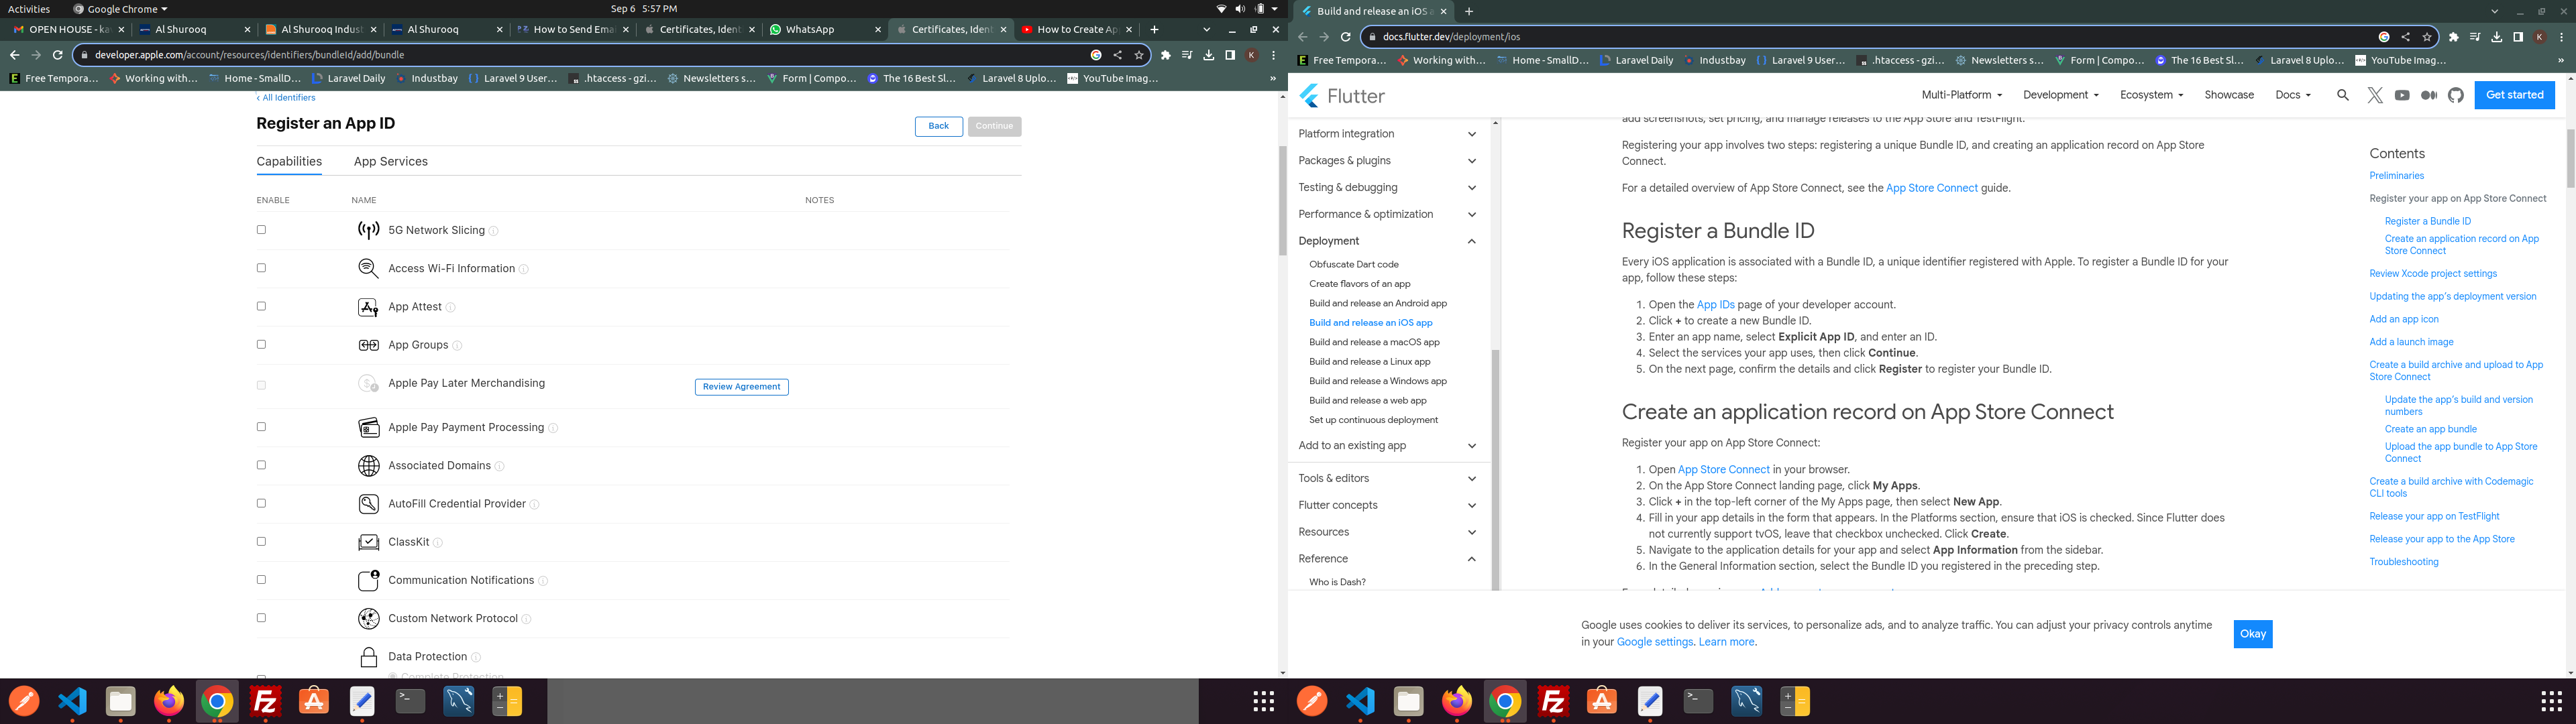 Activities
Google Chrome
Sep 6 5:57 PM
OPEN HOUSE - ka
Al Shurooq
Al Shurooq Indust
Al Shurooq
How to Send Emai
Certificates, Ident
WhatsApp
Certificates, Ident
How to Create Ap
developer.apple.com/account/resources/identifiers/bundleId/add/bundle
K
Free Tempora…
Working with…
Home - SmallD…
Laravel Daily
Industbay
Laravel 9 User…
.htaccess - gzi…
Newsletters s…
Form | Compo…
The 16 Best Sl…
Laravel 8 Uplo…
YouTube Imag…
»
‹ All Identifiers
Register an App ID
Back
Continue
Capabilities
App Services
ENABLE
NAME
NOTES
5G Network Slicing
Access Wi-Fi Information
App Attest
App Groups
Apple Pay Later Merchandising
Review Agreement
Apple Pay Payment Processing
Associated Domains
AutoFill Credential Provider
ClassKit
Communication Notifications
Custom Network Protocol
Data Protection
Complete Protection
Build and release an iOS a
docs.flutter.dev/deployment/ios
K
Free Tempora…
Working with…
Home - SmallD…
Laravel Daily
Industbay
Laravel 9 User…
.htaccess - gzi…
Newsletters s…
Form | Compo…
The 16 Best Sl…
Laravel 8 Uplo…
YouTube Imag…
»
Flutter
Multi-Platform
Development
Ecosystem
Showcase
Docs
Get started
Platform integration
Packages & plugins
Testing & debugging
Performance & optimization
Deployment
Obfuscate Dart code
Create flavors of an app
Build and release an Android app
Build and release an iOS app
Build and release a macOS app
Build and release a Linux app
Build and release a Windows app
Build and release a web app
Set up continuous deployment
Add to an existing app
Tools & editors
Flutter concepts
Resources
Reference
Who is Dash?
add screenshots, set pricing, and manage releases to the App Store and TestFlight.
Registering your app involves two steps: registering a unique Bundle ID, and creating an application record on App Store
Connect.
For a detailed overview of App Store Connect, see the App Store Connect guide.
Register a Bundle ID
Every iOS application is associated with a Bundle ID, a unique identifier registered with Apple. To register a Bundle ID for your
app, follow these steps:
1. Open the App IDs page of your developer account.
2. Click + to create a new Bundle ID.
3. Enter an app name, select Explicit App ID, and enter an ID.
4. Select the services your app uses, then click Continue.
5. On the next page, confirm the details and click Register to register your Bundle ID.
Create an application record on App Store Connect
Register your app on App Store Connect:
1. Open App Store Connect in your browser.
2. On the App Store Connect landing page, click My Apps.
3. Click + in the top-left corner of the My Apps page, then select New App.
4. Fill in your app details in the form that appears. In the Platforms section, ensure that iOS is checked. Since Flutter does
not currently support tvOS, leave that checkbox unchecked. Click Create.
5. Navigate to the application details for your app and select App Information from the sidebar.
6. In the General Information section, select the Bundle ID you registered in the preceding step.
Contents
Preliminaries
Register your app on App Store Connect
Register a Bundle ID
Create an application record on App
Store Connect
Review Xcode project settings
Updating the app's deployment version
Add an app icon
Add a launch image
Create a build archive and upload to App
Store Connect
Update the app's build and version
numbers
Create an app bundle
Upload the app bundle to App Store
Connect
Create a build archive with Codemagic
CLI tools
Release your app on TestFlight
Release your app to the App Store
Troubleshooting
Google uses cookies to deliver its services, to personalize ads, and to analyze traffic. You can adjust your privacy controls anytime
in your Google settings. Learn more.
Okay